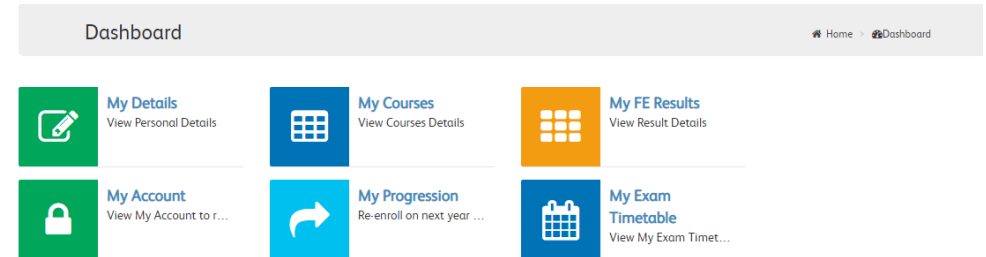 Dashboard
Home > Dashboard
My Details
View Personal Details
My Courses
View Courses Details
My FE Results
View Result Details
My Account
View My Account to r...
My Progression
Re-enroll on next year ...
My Exam
Timetable
View My Exam Timet...